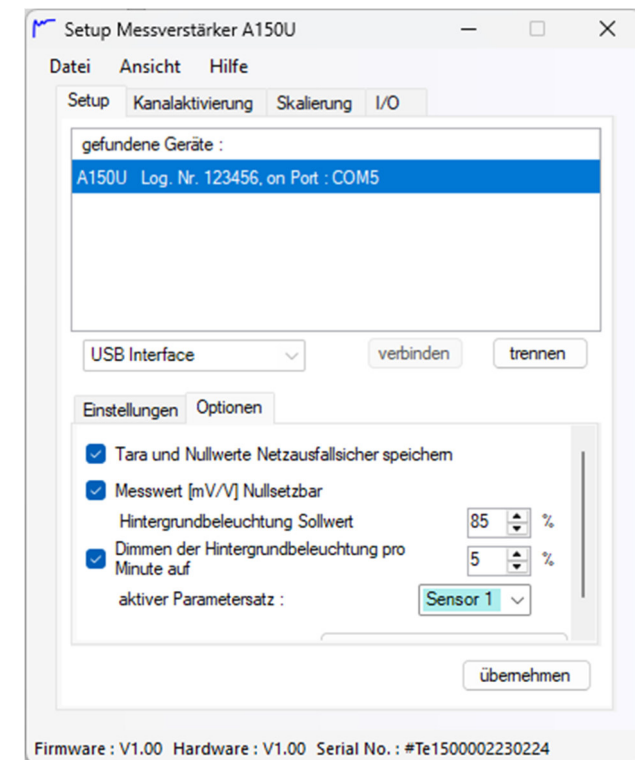 Setup Messverstärker A150U
Datei Ansicht Hilfe
Setup Kanalaktivierung Skalierung I/O
gefundene Geräte :
A150U Log. Nr. 123456, on Port : COM5
USB Interface verbinden trennen
Einstellungen Optionen
Tara und Nullwerte Netzausfallsicher speichern
Messwert [mV/V] Nullsetzbar
Hintergrundbeleuchtung Sollwert 85 %
Dimmen der Hintergrundbeleuchtung pro
Minute auf 5 %
aktiver Parametersatz : Sensor 1
übernehmen
Firmware : V1.00 Hardware : V1.00 Serial No. : #Te1500002230224